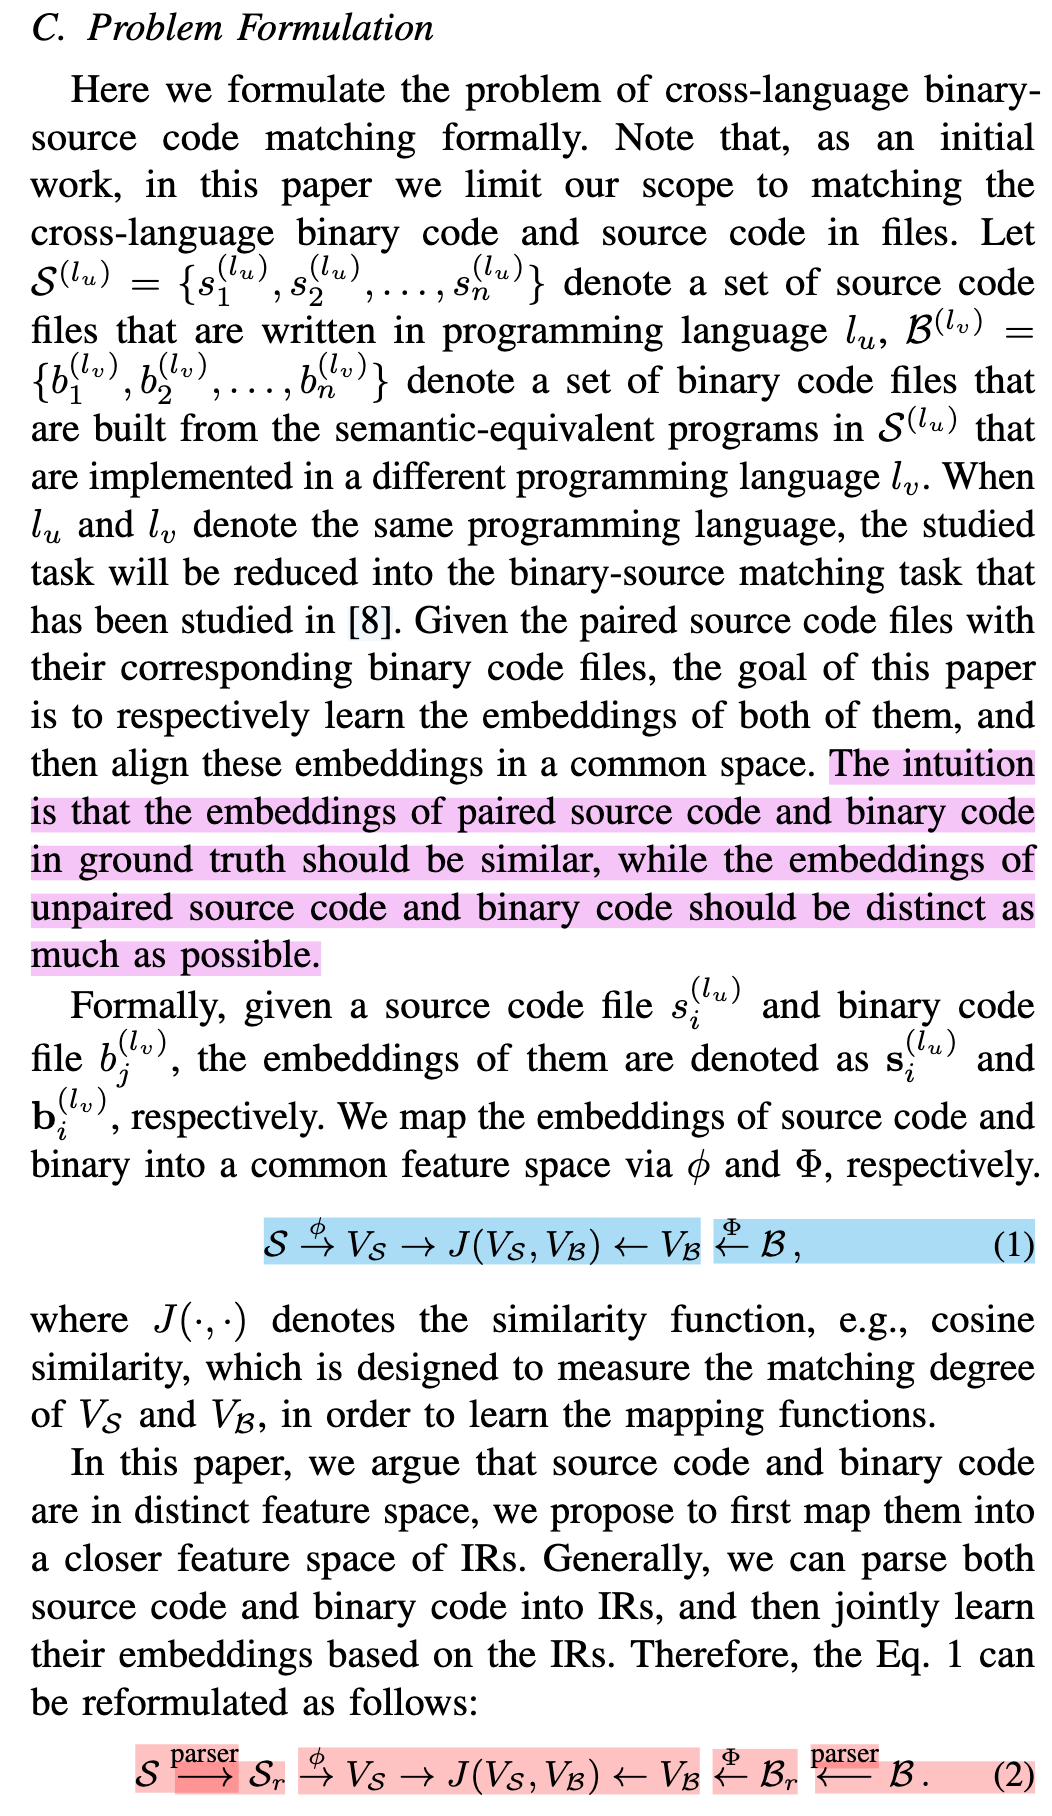 C. Problem Formulation
Here we formulate the problem of cross-language binary-
source code matching formally. Note that, as an initial
work, in this paper we limit our scope to matching the
cross-language binary code and source code in files. Let
$\mathcal{S}^{(l_u)} = \{s_1^{(l_u)}, s_2^{(l_u)}, \ldots, s_n^{(l_u)}\}$ denote a set of source code
files that are written in programming language $l_u$, $\mathcal{B}^{(l_v)} =$
$\{b_1^{(l_v)}, b_2^{(l_v)}, \ldots, b_n^{(l_v)}\}$ denote a set of binary code files that
are built from the semantic-equivalent programs in $\mathcal{S}^{(l_u)}$ that
are implemented in a different programming language $l_v$. When
$l_u$ and $l_v$ denote the same programming language, the studied
task will be reduced into the binary-source matching task that
has been studied in [8]. Given the paired source code files with
their corresponding binary code files, the goal of this paper
is to respectively learn the embeddings of both of them, and
then align these embeddings in a common space. The intuition
is that the embeddings of paired source code and binary code
in ground truth should be similar, while the embeddings of
unpaired source code and binary code should be distinct as
much as possible.
Formally, given a source code file $s_i^{(l_u)}$ and binary code
file $b_j^{(l_v)}$, the embeddings of them are denoted as $\mathbf{s}_i^{(l_u)}$ and
$\mathbf{b}_i^{(l_v)}$, respectively. We map the embeddings of source code and
binary into a common feature space via $\phi$ and $\Phi$, respectively.
$\mathcal{S} \xrightarrow{\phi} V_{\mathcal{S}} \rightarrow J(V_{\mathcal{S}}, V_{\mathcal{B}}) \leftarrow V_{\mathcal{B}} \xleftarrow{\Phi} \mathcal{B},$ (1)
where $J(\cdot, \cdot)$ denotes the similarity function, e.g., cosine
similarity, which is designed to measure the matching degree
of $V_{\mathcal{S}}$ and $V_{\mathcal{B}}$, in order to learn the mapping functions.
In this paper, we argue that source code and binary code
are in distinct feature space, we propose to first map them into
a closer feature space of IRs. Generally, we can parse both
source code and binary code into IRs, and then jointly learn
their embeddings based on the IRs. Therefore, the Eq. 1 can
be reformulated as follows:
$\mathcal{S} \xrightarrow{\text{parser}} \mathcal{S}_r \xrightarrow{\phi} V_{\mathcal{S}} \rightarrow J(V_{\mathcal{S}}, V_{\mathcal{B}}) \leftarrow V_{\mathcal{B}} \xleftarrow{\Phi} \mathcal{B}_r \xleftarrow{\text{parser}} \mathcal{B}.$ (2)